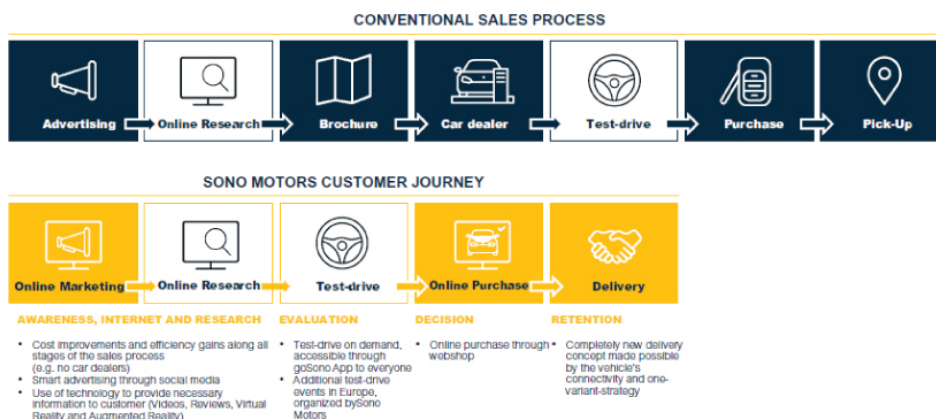 CONVENTIONAL SALES PROCESS
Advertising
Online Research
Brochure
Car dealer
Test-drive
Purchase
Pick-Up
SONO MOTORS CUSTOMER JOURNEY
Online Marketing
Online Research
Test-drive
Online Purchase
Delivery
AWARENESS, INTERNET AND RESEARCH
• Cost improvements and efficiency gains along all
stages of the sales process
(e.g. no car dealers)
• Smart advertising through social media
• Use of technology to provide necessary
information to customer (Videos, Reviews, Virtual
Reality and Augmented Reality)
EVALUATION
• Test-drive on demand,
accessible through
goSono App to everyone
• Additional test-drive
events in Europe,
organized bySono
Motors
DECISION
• Online purchase through
webshop
RETENTION
• Completely new delivery
concept made possible
by the vehicle's
connectivity and one-
variant-strategy